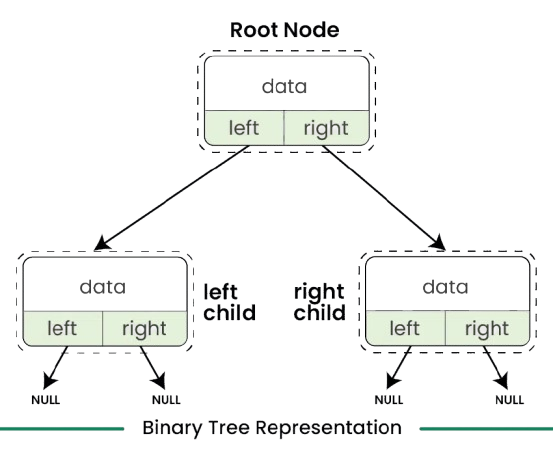 Root Node
data
left right
data
left right
left
child
right
child
data
left right
NULL NULL NULL NULL
Binary Tree Representation